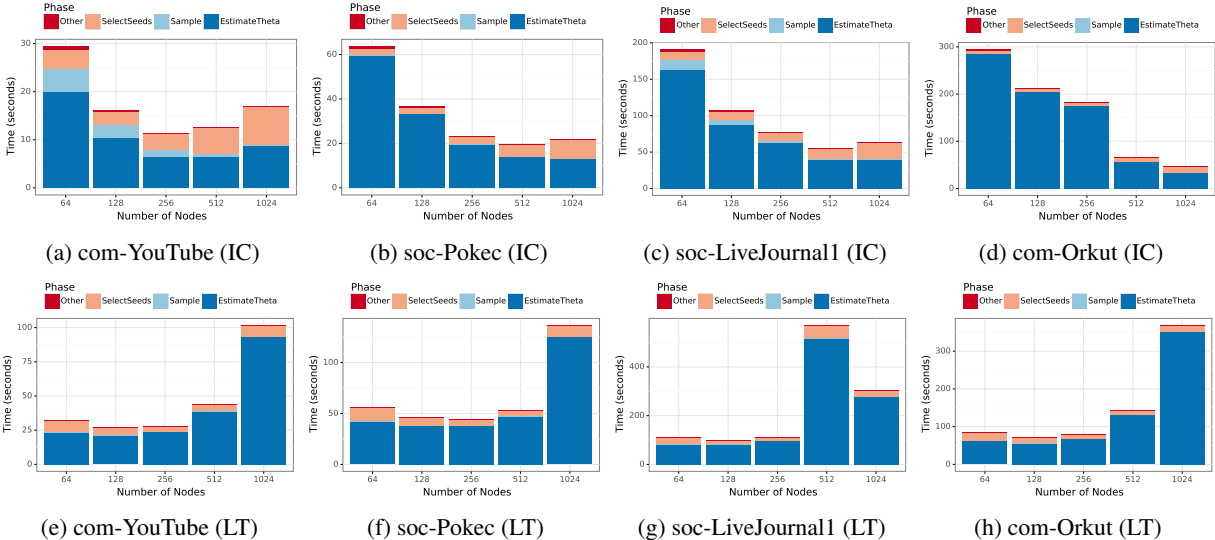 Phase
Other SelectSeeds Sample EstimateTheta
30
20
10
0
Time (seconds)
64 128 256 512 1024
Number of Nodes
(a) com-YouTube (IC)
Phase
Other SelectSeeds Sample EstimateTheta
60
40
20
0
Time (seconds)
64 128 256 512 1024
Number of Nodes
(b) soc-Pokec (IC)
Phase
Other SelectSeeds Sample EstimateTheta
200
150
100
50
0
Time (seconds)
64 128 256 512 1024
Number of Nodes
(c) soc-LiveJournal1 (IC)
Phase
Other SelectSeeds Sample EstimateTheta
300
200
100
0
Time (seconds)
64 128 256 512 1024
Number of Nodes
(d) com-Orkut (IC)
Phase
Other SelectSeeds Sample EstimateTheta
100
75
50
25
0
Time (seconds)
64 128 256 512 1024
Number of Nodes
(e) com-YouTube (LT)
Phase
Other SelectSeeds Sample EstimateTheta
100
50
0
Time (seconds)
64 128 256 512 1024
Number of Nodes
(f) soc-Pokec (LT)
Phase
Other SelectSeeds Sample EstimateTheta
400
200
0
Time (seconds)
64 128 256 512 1024
Number of Nodes
(g) soc-LiveJournal1 (LT)
Phase
Other SelectSeeds Sample EstimateTheta
300
200
100
0
Time (seconds)
64 128 256 512 1024
Number of Nodes
(h) com-Orkut (LT)